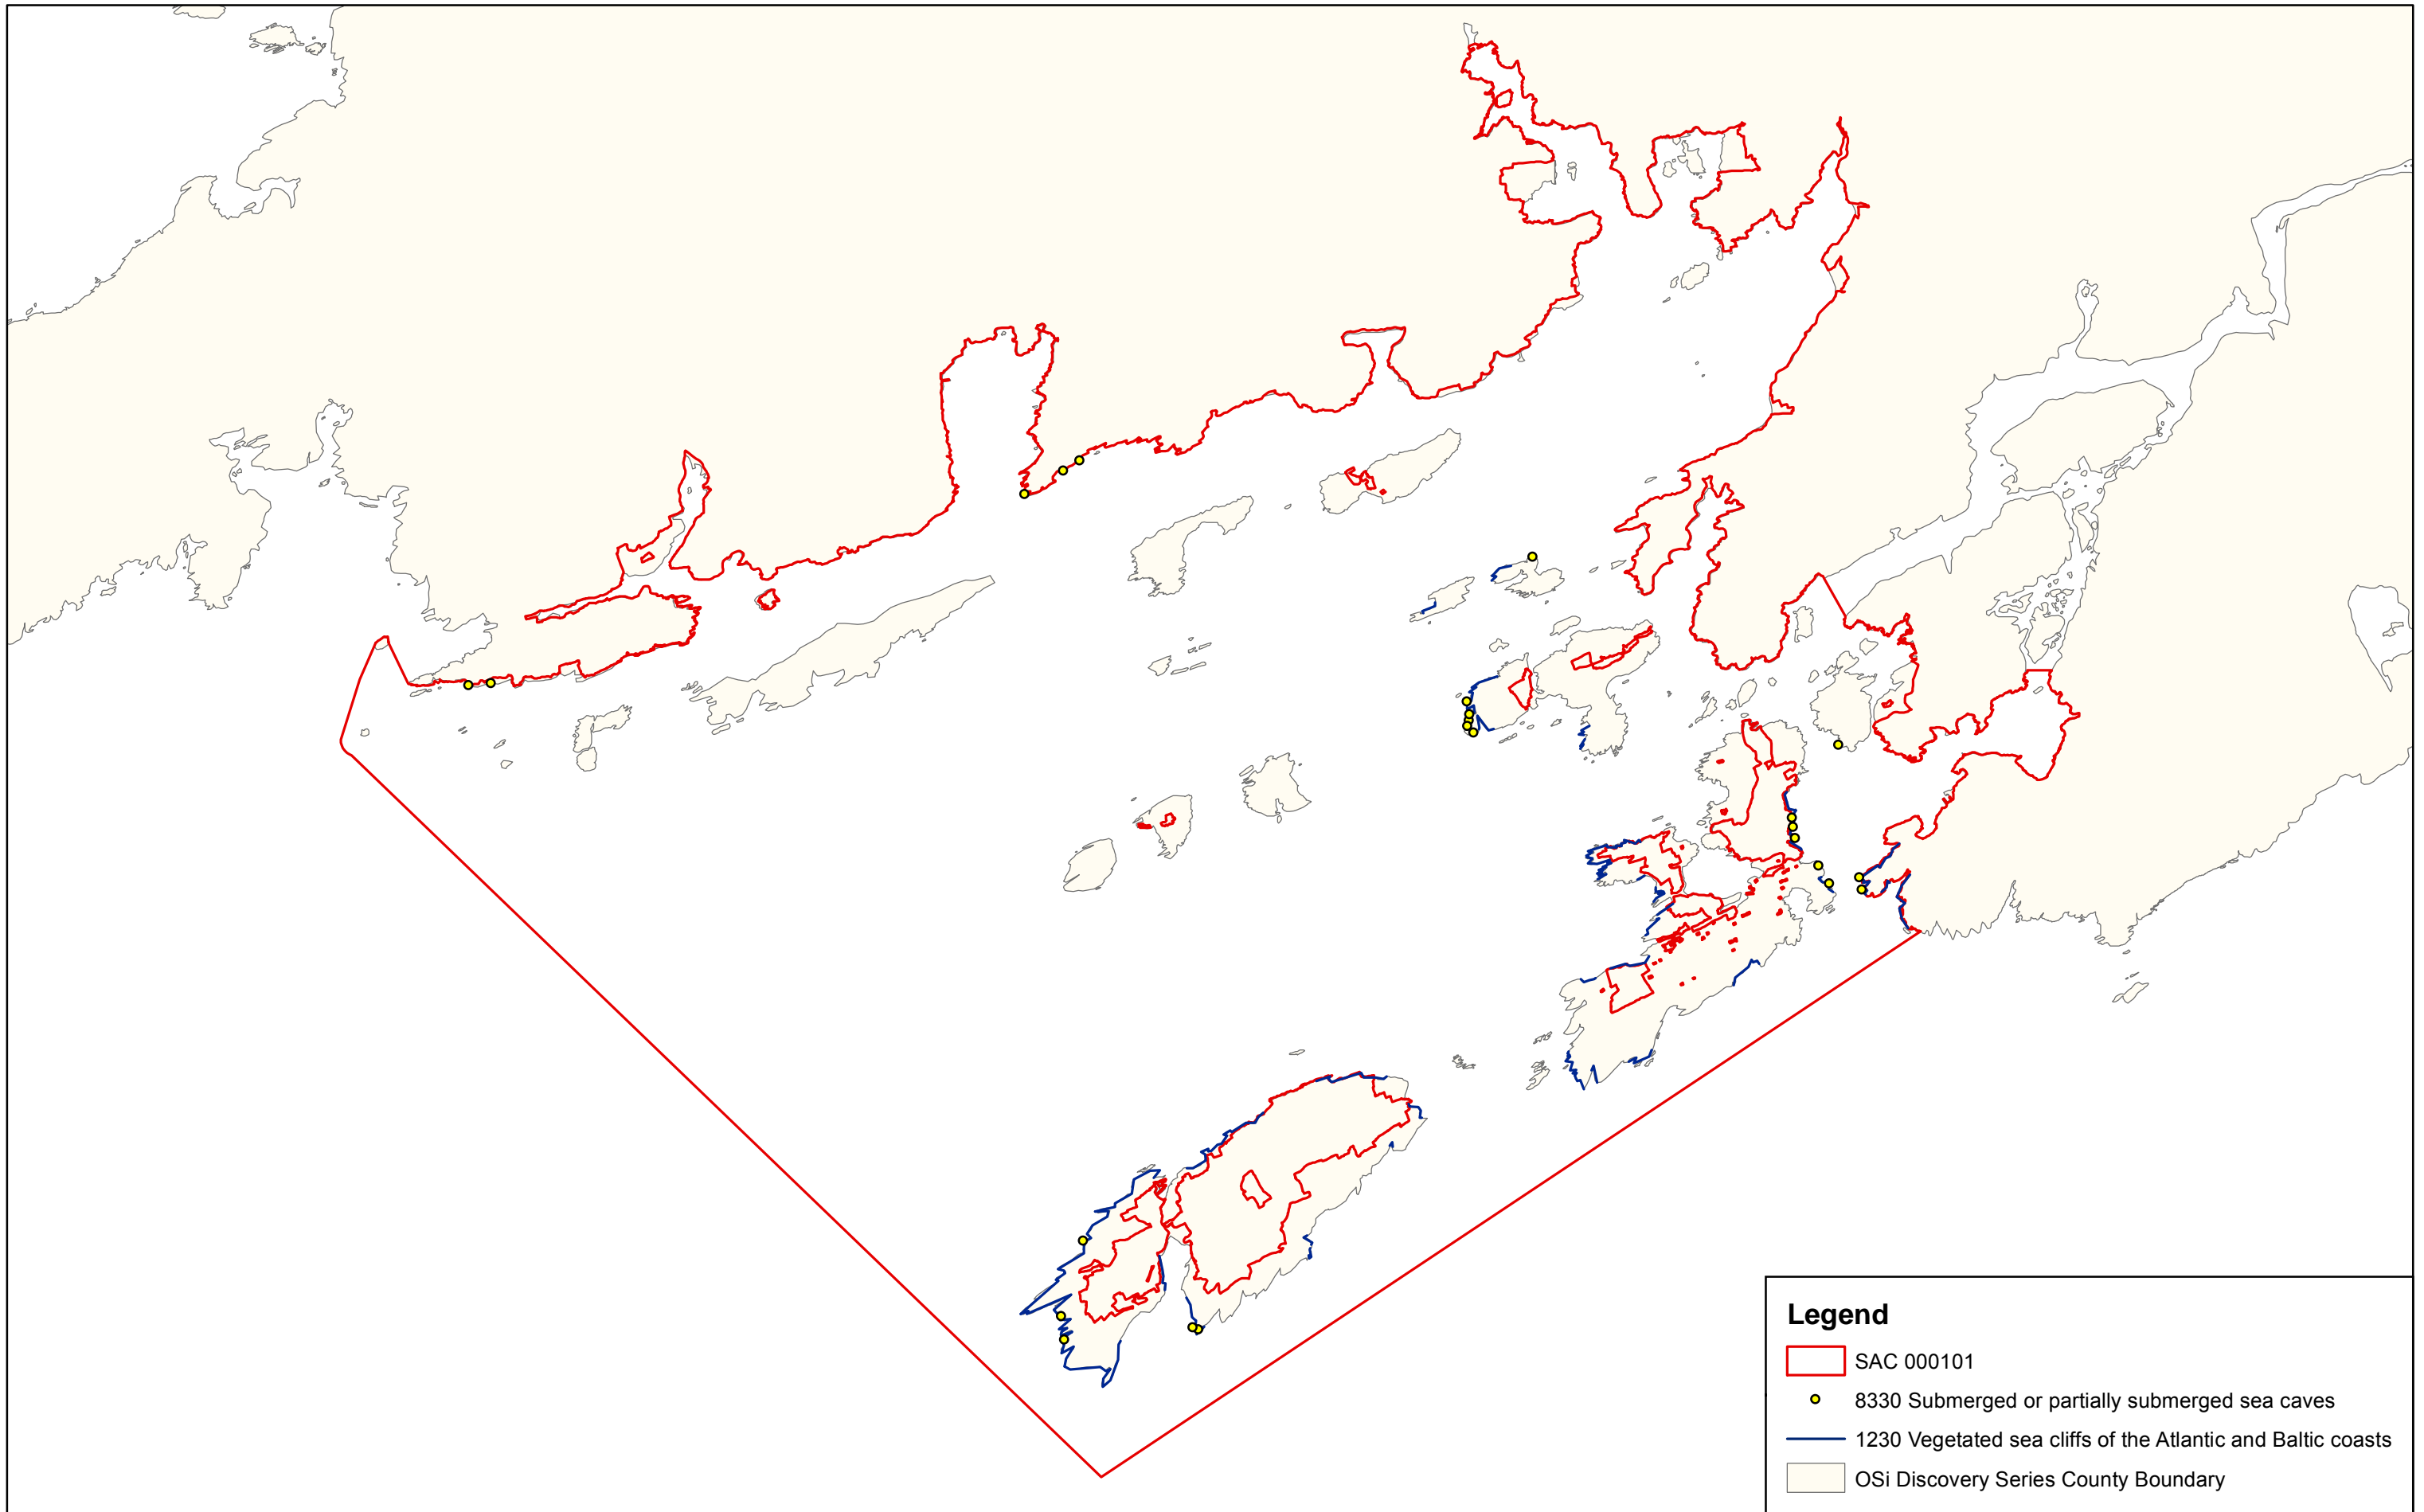 Legend
SAC 000101
8330 Submerged or partially submerged sea caves
1230 Vegetated sea cliffs of the Atlantic and Baltic coasts
OSi Discovery Series County Boundary